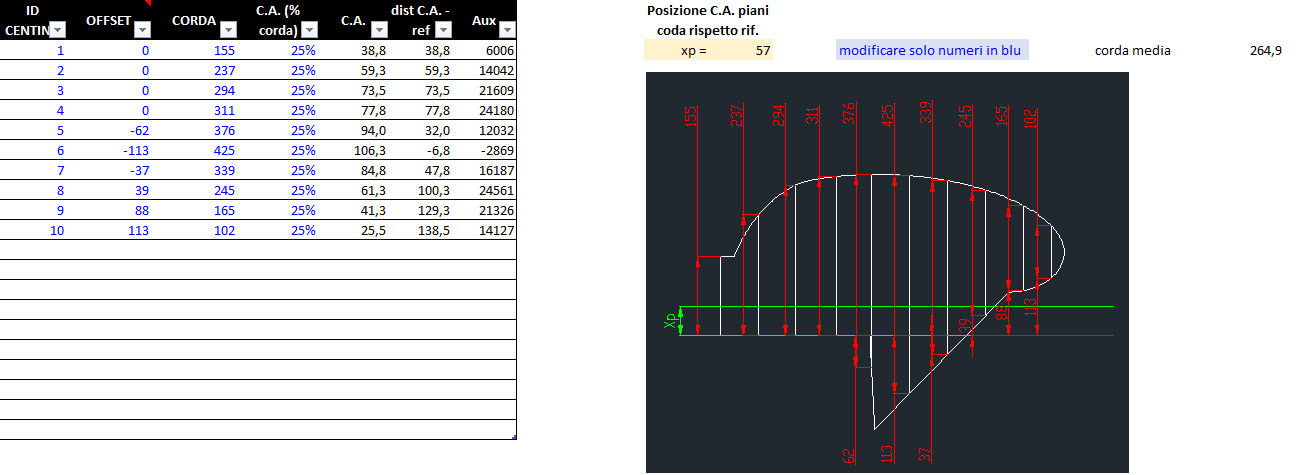 ID CENTIN OFFSET CORDA C.A. (% corda) C.A. dist C.A. - ref Aux
1 0 155 25% 38,8 38,8 6006
2 0 237 25% 59,3 59,3 14042
3 0 294 25% 73,5 73,5 21609
4 0 311 25% 77,8 77,8 24180
5 -62 376 25% 94,0 32,0 12032
6 -113 425 25% 106,3 -6,8 -2869
7 -37 339 25% 84,8 47,8 16187
8 39 245 25% 61,3 100,3 24561
9 88 165 25% 41,3 129,3 21326
10 113 102 25% 25,5 138,5 14127
Posizione C.A. piani
coda rispetto rif.
xp = 57 modificare solo numeri in blu corda media 264,9
155 237 294 311 376 425 339 245 165 102
Xp
39 88 113
62 113 37